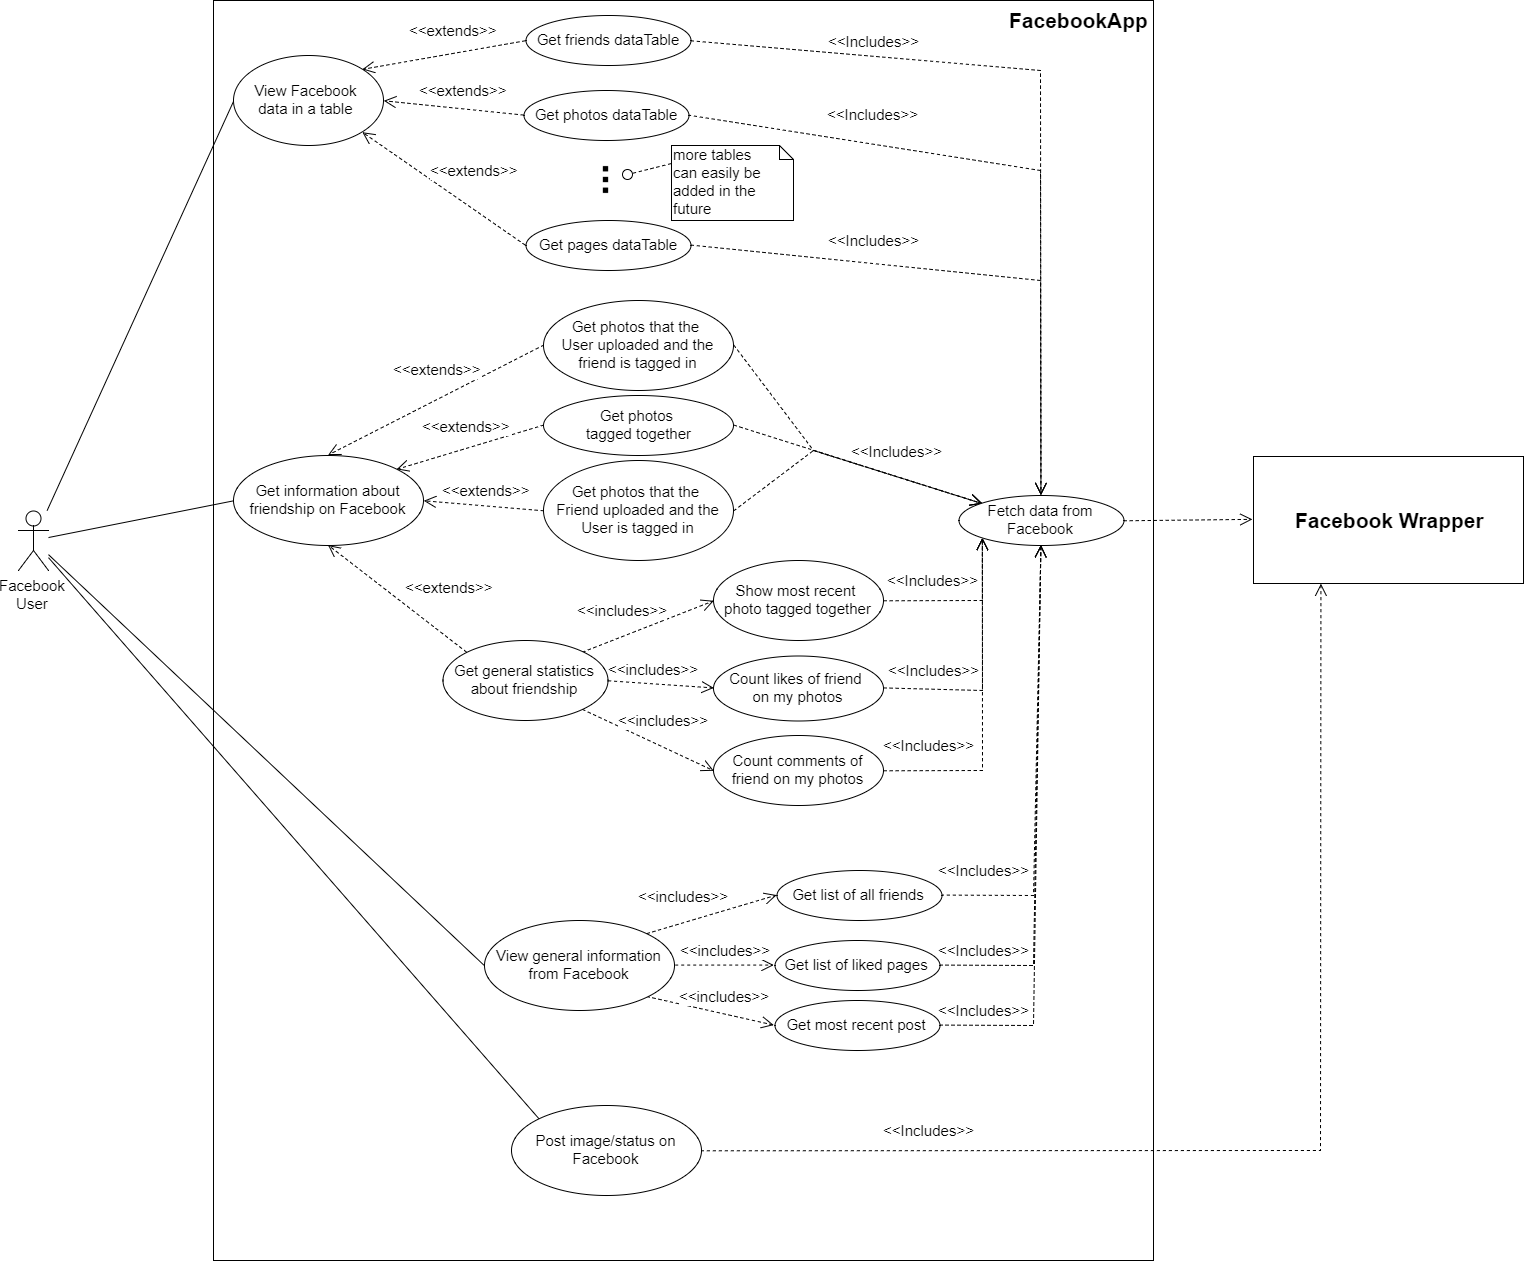 FacebookApp
<<extends>>
Get friends dataTable
<<Includes>>
View Facebook
data in a table
<<extends>>
Get photos dataTable
<<Includes>>
<<extends>>
more tables
can easily be
added in the
future
Get pages dataTable
<<Includes>>
Get photos that the
User uploaded and the
friend is tagged in
<<extends>>
Get photos
tagged together
<<extends>>
<<Includes>>
Get information about
friendship on Facebook
<<extends>>
Get photos that the
Friend uploaded and the
User is tagged in
Fetch data from
Facebook
Facebook Wrapper
Facebook
User
<<extends>>
<<includes>>
Show most recent
photo tagged together
<<Includes>>
Get general statistics
about friendship
<<includes>>
Count likes of friend
on my photos
<<Includes>>
<<includes>>
Count comments of
friend on my photos
<<Includes>>
<<includes>>
Get list of all friends
<<Includes>>
View general information
from Facebook
<<includes>>
Get list of liked pages
<<Includes>>
<<includes>>
Get most recent post
<<Includes>>
Post image/status on
Facebook
<<Includes>>